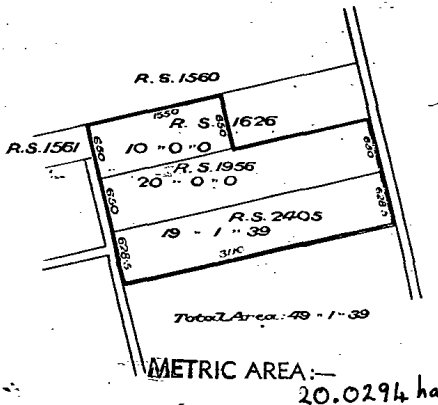 R.S.1560
1550
650
R.S.1626
R.S.1561
650
10 " 0 " 0
R.S.1956
650
20 " 0 " 0
650
R.S.2405
628.5
19 " 1 " 39
628.5
3110
Total Area:49 " 1 " 39
METRIC AREA:—
20.0294 ha